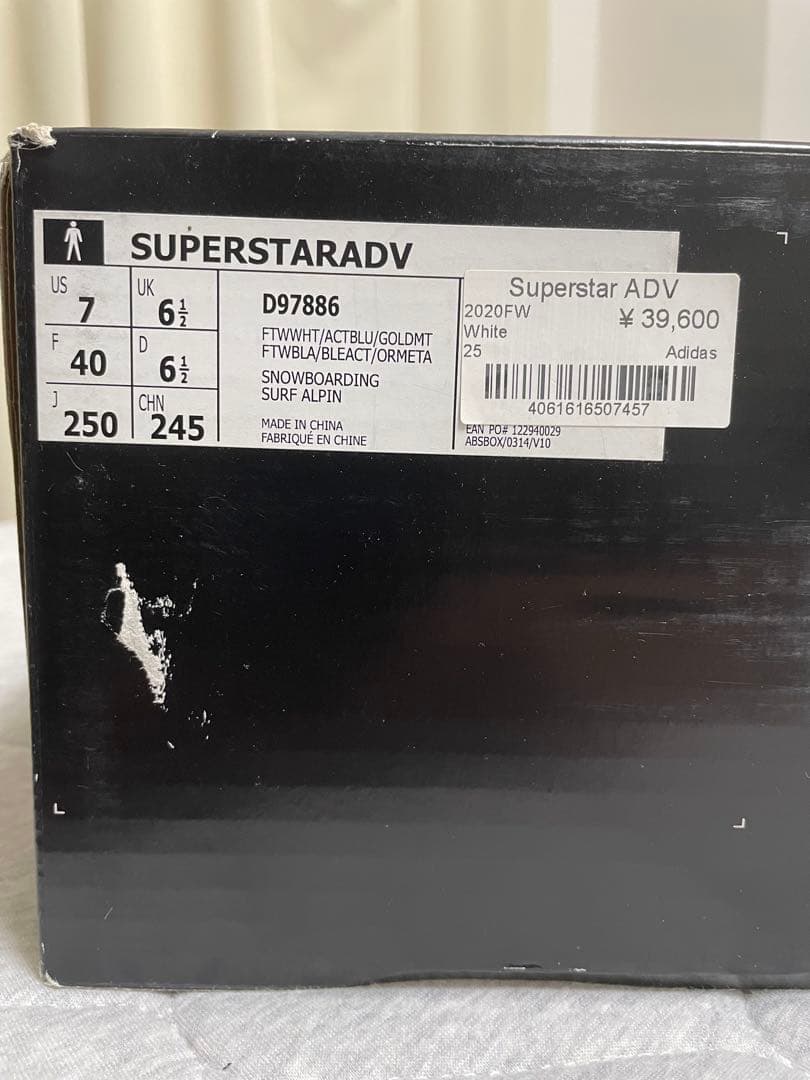 SUPERSTARADV
US 7
UK 6½
F 40
D 6½
J 250
CHN 245
D97886
FTWWHT/ACTBLU/GOLDMT
FTWBLA/BLEACT/ORMETA
SNOWBOARDING
SURF ALPIN
MADE IN CHINA
FABRIQUÉ EN CHINE
Superstar ADV
2020FW ¥ 39,600
White
25 Adidas
4061616507457
EAN PO# 122940029
ABSBOX/0314/V10